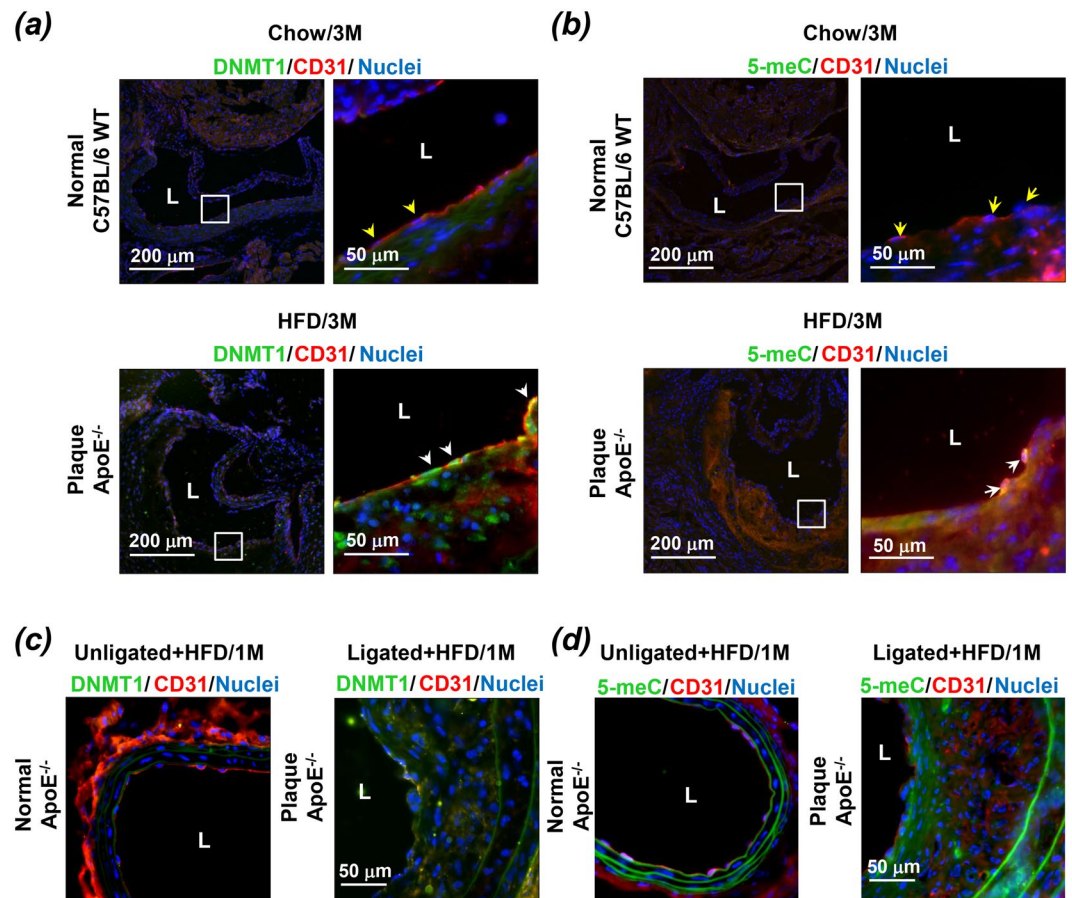 (a)
Chow/3M
DNMT1/CD31/Nuclei
Normal
C57BL/6 WT
L
200 μm
L
50 μm
HFD/3M
DNMT1/CD31/Nuclei
Plaque
ApoE-/-
L
200 μm
L
50 μm
(b)
Chow/3M
5-meC/CD31/Nuclei
Normal
C57BL/6 WT
L
200 μm
L
50 μm
HFD/3M
5-meC/CD31/Nuclei
Plaque
ApoE-/-
L
200 μm
L
50 μm
(c)
Unligated+HFD/1M
DNMT1/CD31/Nuclei
Normal
ApoE-/-
L
Ligated+HFD/1M
DNMT1/CD31/Nuclei
Plaque
ApoE-/-
L
50 μm
(d)
Unligated+HFD/1M
5-meC/CD31/Nuclei
Normal
ApoE-/-
L
Ligated+HFD/1M
5-meC/CD31/Nuclei
Plaque
ApoE-/-
L
50 μm